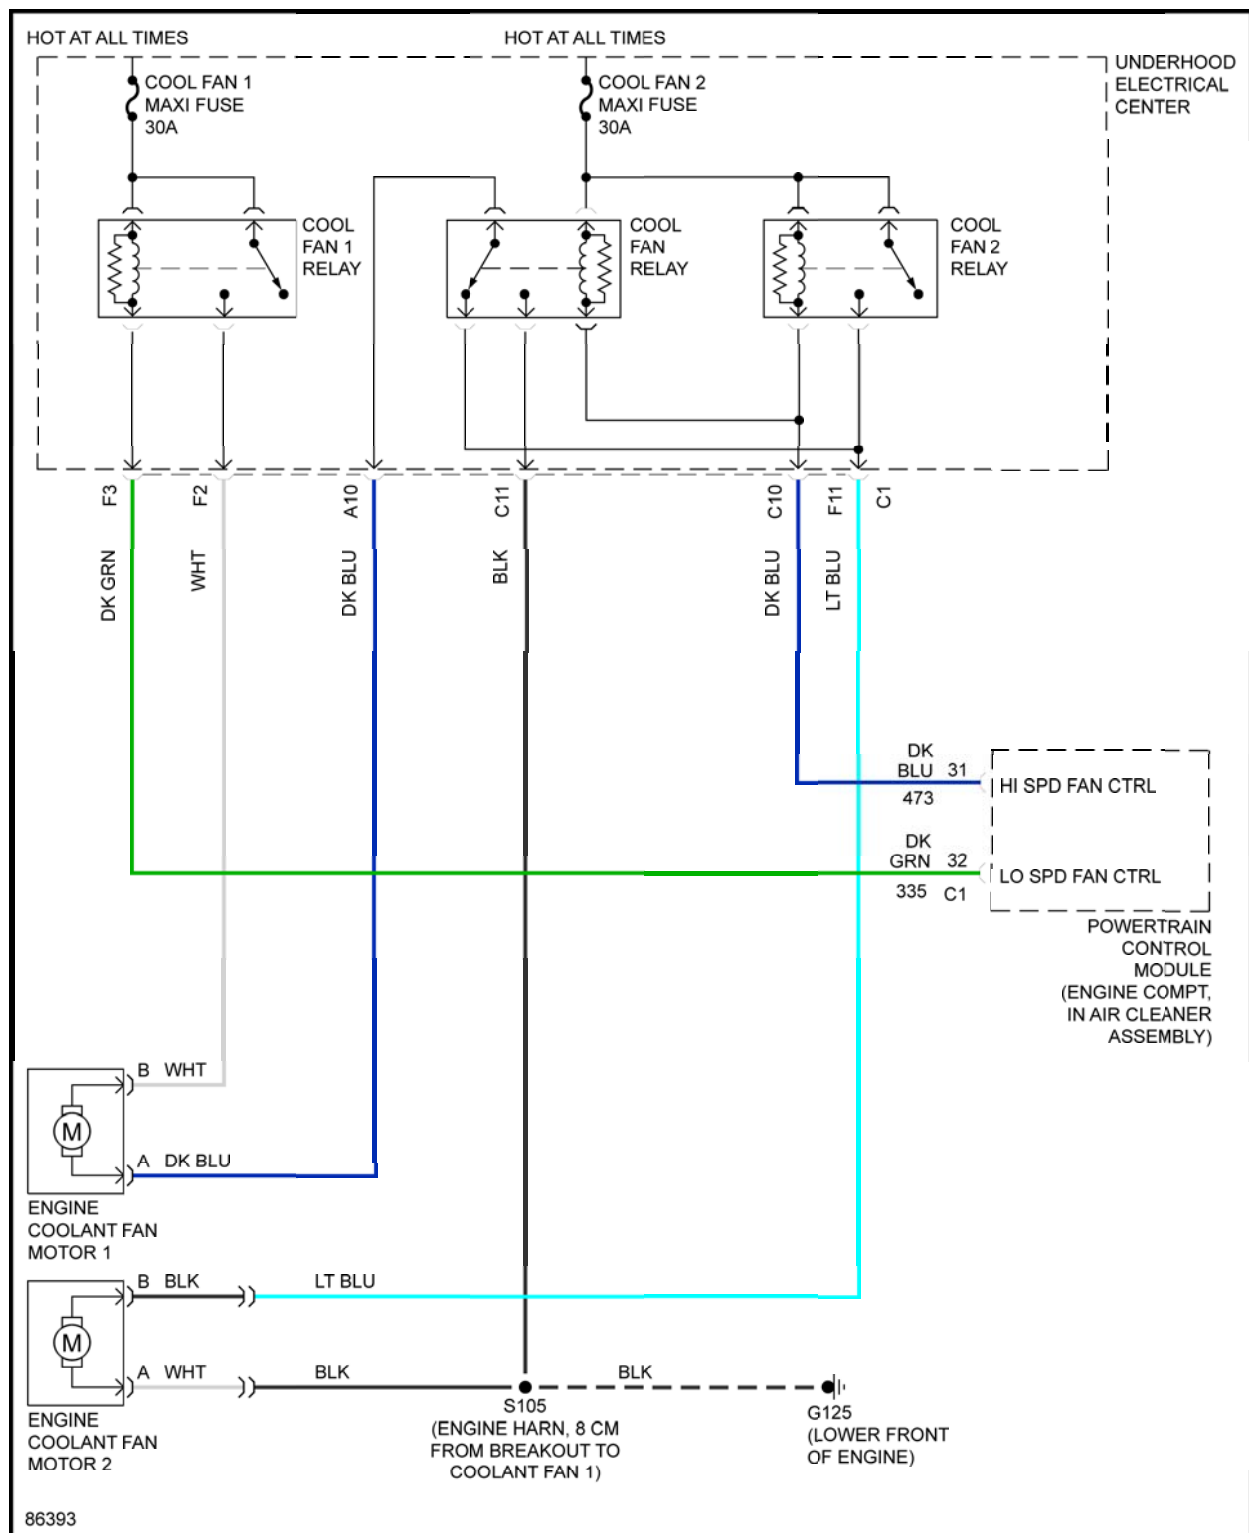 HOT AT ALL TIMES
HOT AT ALL TIMES
UNDERHOOD
ELECTRICAL
CENTER
COOL FAN 1
MAXI FUSE
30A
COOL FAN 2
MAXI FUSE
30A
COOL
FAN 1
RELAY
COOL
FAN
RELAY
COOL
FAN 2
RELAY
F3
F2
A10
C11
C10
F11
C1
DK GRN
WHT
DK BLU
BLK
DK BLU
LT BLU
DK
BLU 31
473
HI SPD FAN CTRL
DK
GRN 32
335 C1
LO SPD FAN CTRL
POWERTRAIN
CONTROL
MODULE
(ENGINE COMPT,
IN AIR CLEANER
ASSEMBLY)
B WHT
M
A DK BLU
ENGINE
COOLANT FAN
MOTOR 1
B BLK
LT BLU
M
A WHT
BLK
BLK
ENGINE
COOLANT FAN
MOTOR 2
S105
(ENGINE HARN, 8 CM
FROM BREAKOUT TO
COOLANT FAN 1)
G125
(LOWER FRONT
OF ENGINE)
86393